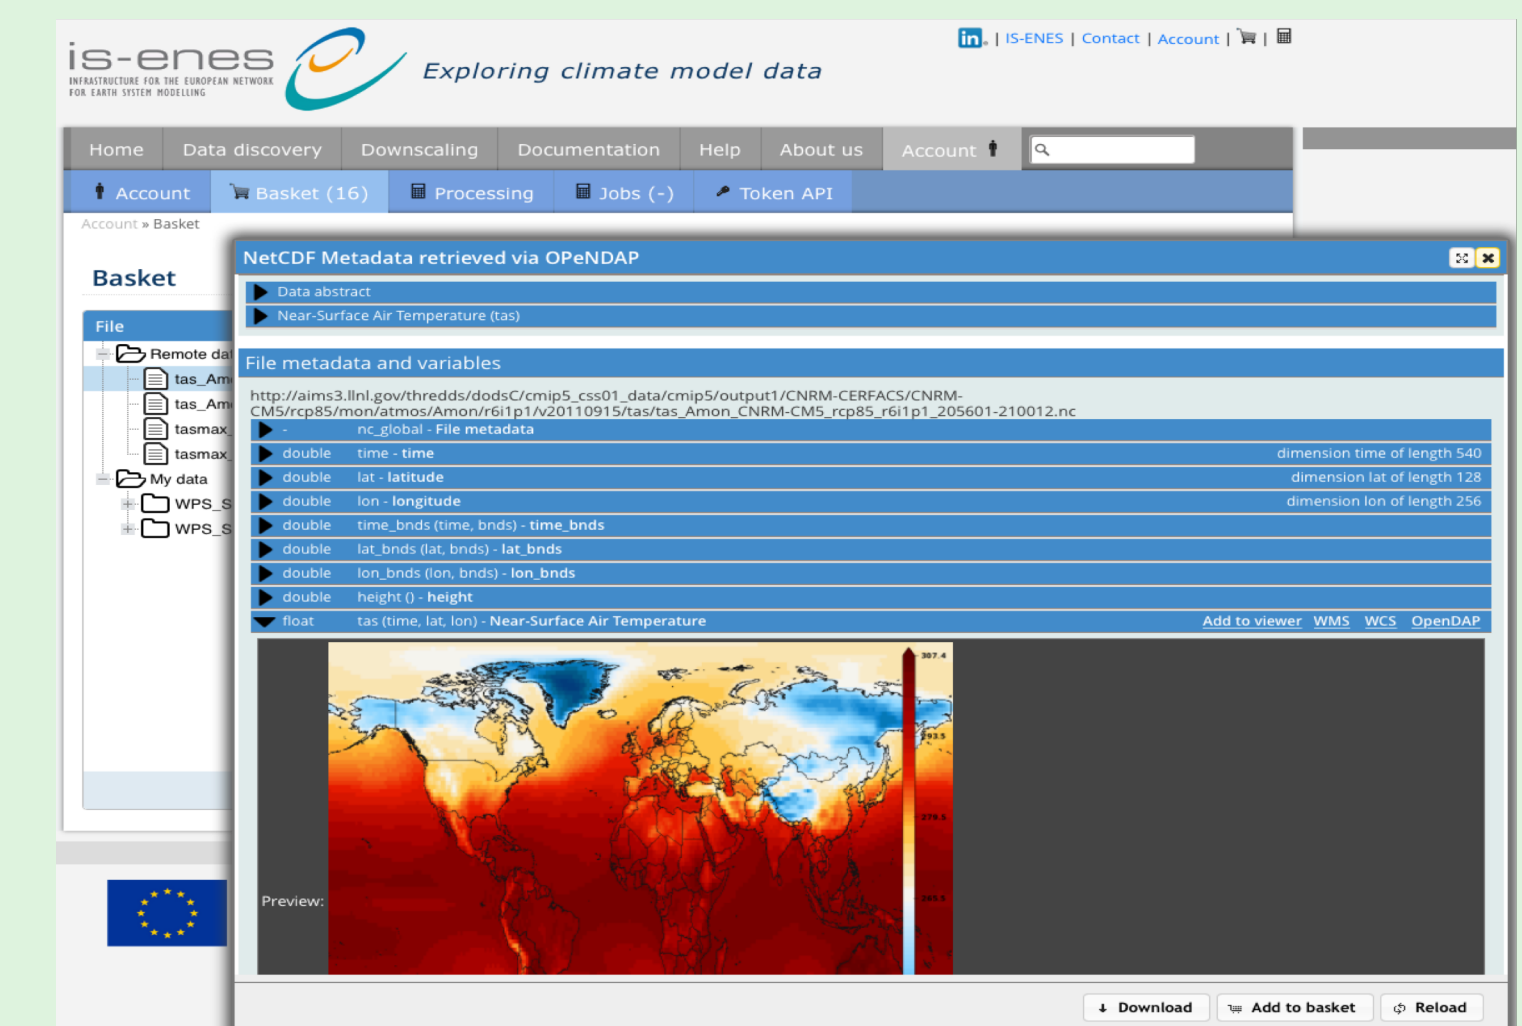 is-enes
INFRASTRUCTURE FOR THE EUROPEAN NETWORK
FOR EARTH SYSTEM MODELLING
Exploring climate model data
in. | IS-ENES | Contact | Account | |
Home Data discovery Downscaling Documentation Help About us Account
Account Basket (16) Processing Jobs (-) Token API
Account » Basket
Basket
File
Remote da
tas_Am
tas_Am
tasmax_
tasmax_
My data
WPS_S
WPS_S
NetCDF Metadata retrieved via OPeNDAP
Data abstract
Near-Surface Air Temperature (tas)
File metadata and variables
http://aims3.llnl.gov/thredds/dodsC/cmip5_css01_data/cmip5/output1/CNRM-CERFACS/CNRM-
CM5/rcp85/mon/atmos/Amon/r6i1p1/v20110915/tas/tas_Amon_CNRM-CM5_rcp85_r6i1p1_205601-210012.nc
- nc_global - File metadata
double time - time dimension time of length 540
double lat - latitude dimension lat of length 128
double lon - longitude dimension lon of length 256
double time_bnds (time, bnds) - time_bnds
double lat_bnds (lat, bnds) - lat_bnds
double lon_bnds (lon, bnds) - lon_bnds
double height () - height
float tas (time, lat, lon) - Near-Surface Air Temperature Add to viewer WMS WCS OpenDAP
307.4
293.5
279.5
265.5
Preview:
Download Add to basket Reload